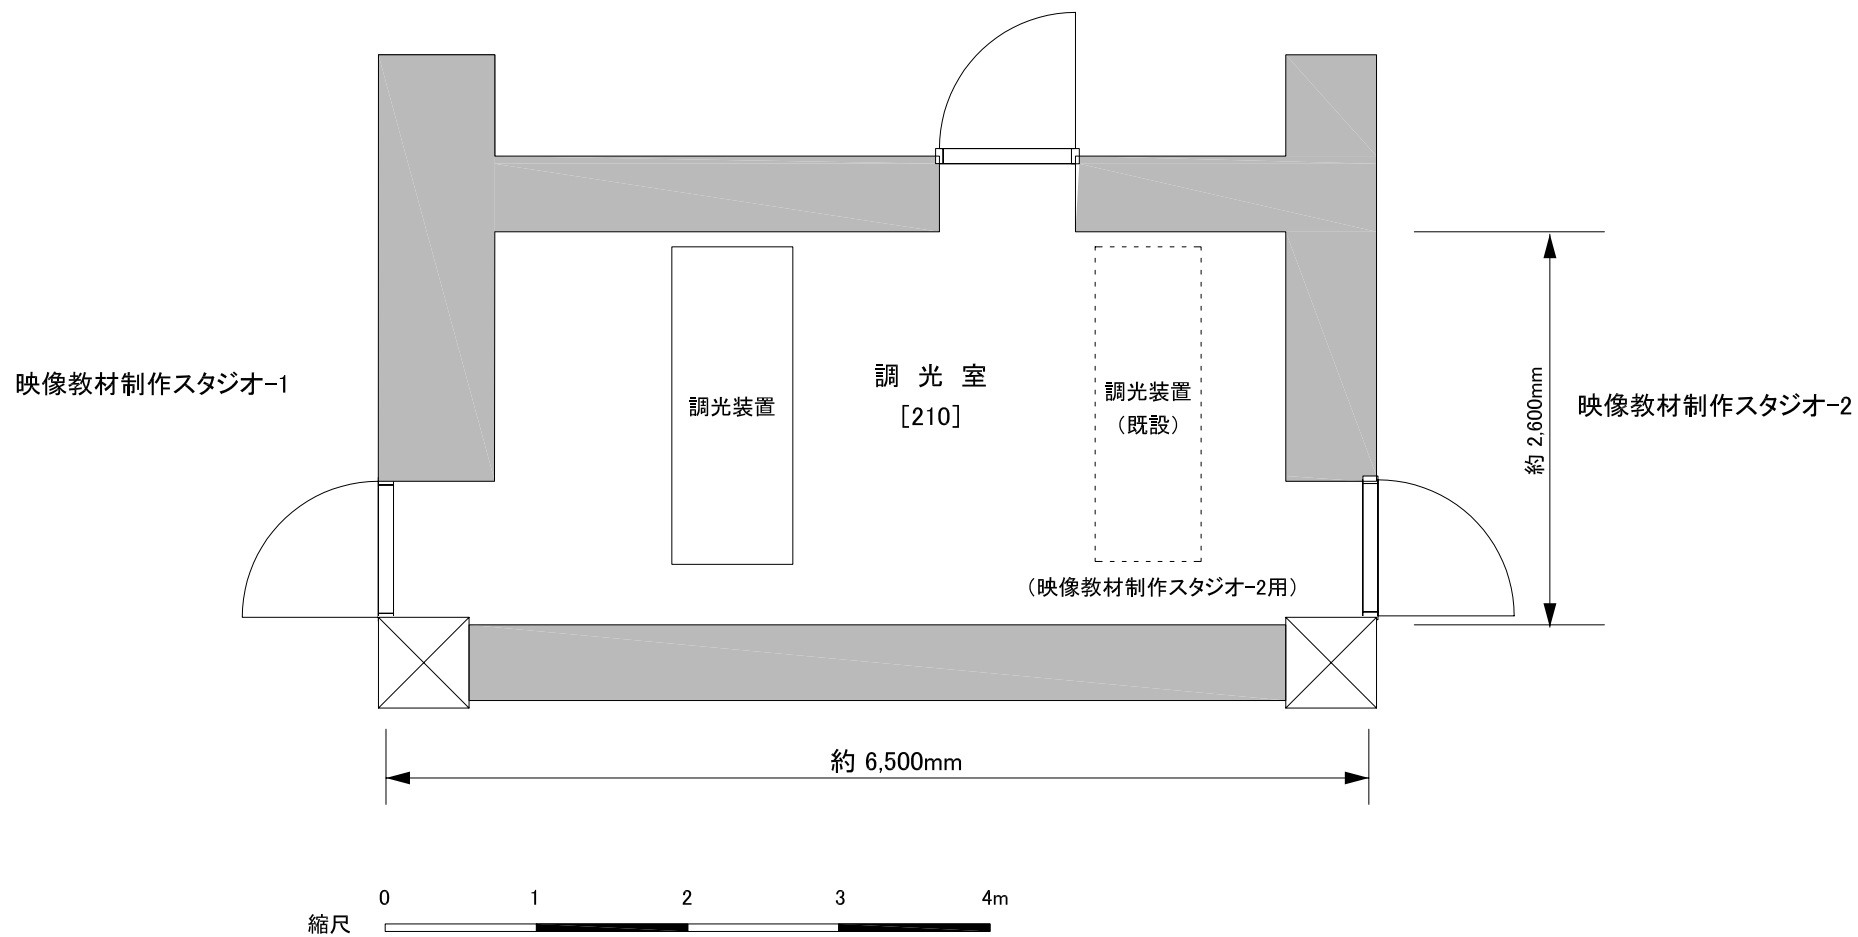 映像教材制作スタジオ-1
調光装置
調 光 室
[210]
調光装置
(既設)
(映像教材制作スタジオ-2用)
約 2,600mm
映像教材制作スタジオ-2
約 6,500mm
0 1 2 3 4m
縮尺